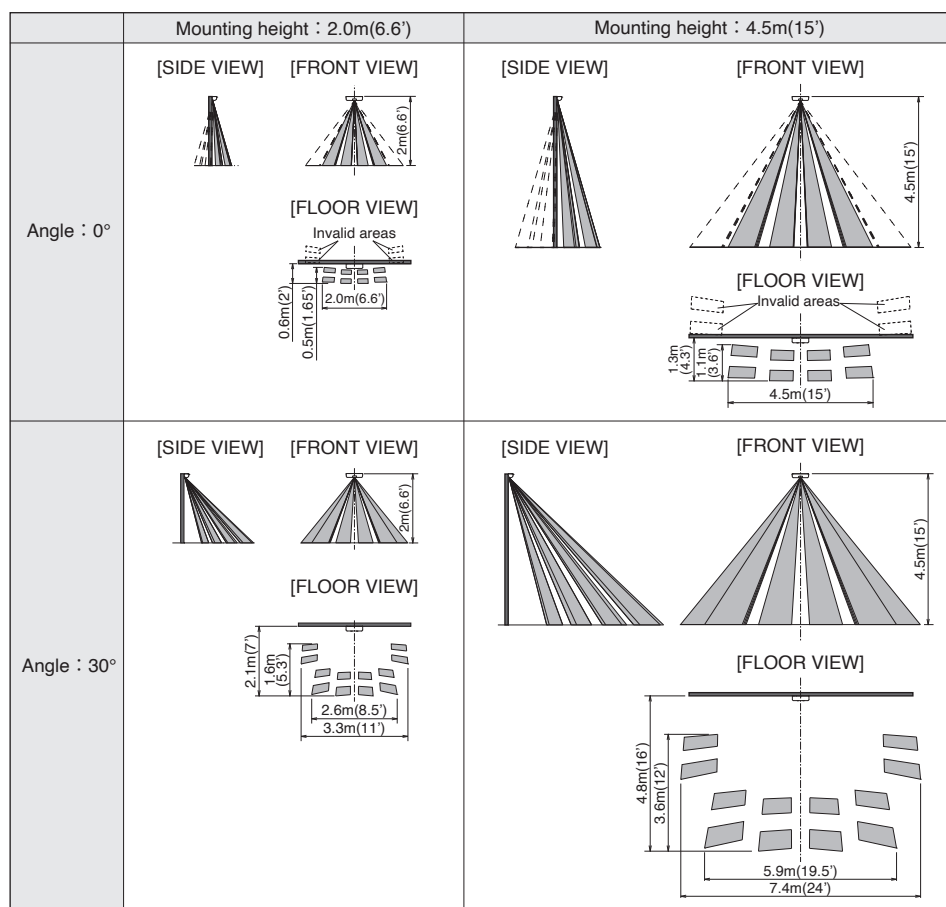 Mounting height：2.0m(6.6’)
Mounting height：4.5m(15’)
Angle：0°
[SIDE VIEW]
[FRONT VIEW]
2m(6.6’)
[FLOOR VIEW]
Invalid areas
2.0m(6.6’)
0.6m(2’)
0.5m(1.65’)
[SIDE VIEW]
[FRONT VIEW]
4.5m(15’)
[FLOOR VIEW]
Invalid areas
1.3m
(4.3’)
1.1m
(3.6’)
4.5m(15’)
Angle：30°
[SIDE VIEW]
[FRONT VIEW]
2m(6.6’)
[FLOOR VIEW]
2.1m(7’)
1.6m
(5.3’)
2.6m(8.5’)
3.3m(11’)
[SIDE VIEW]
[FRONT VIEW]
4.5m(15’)
[FLOOR VIEW]
4.8m(16’)
3.6m(12’)
5.9m(19.5’)
7.4m(24’)